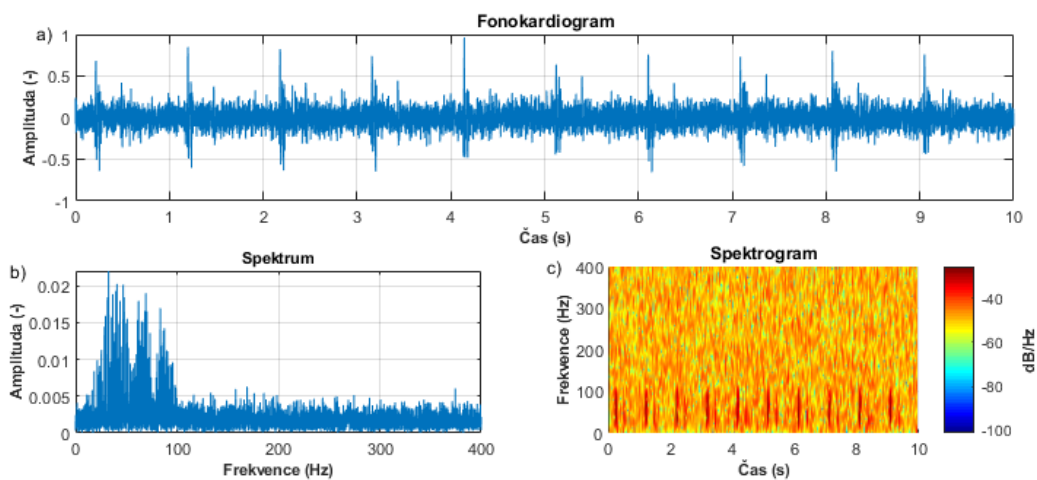 Fonokardiogram
a)
1
0.5
0
-0.5
-1
Amplituda (-)
0 1 2 3 4 5 6 7 8 9 10
Čas (s)
b)
Spektrum
0.02
0.015
0.01
0.005
0
Amplituda (-)
0 100 200 300 400
Frekvence (Hz)
c)
Spektrogram
400
300
200
100
0
Frekvence (Hz)
0 2 4 6 8 10
Čas (s)
-40
-60
-80
-100
dB/Hz